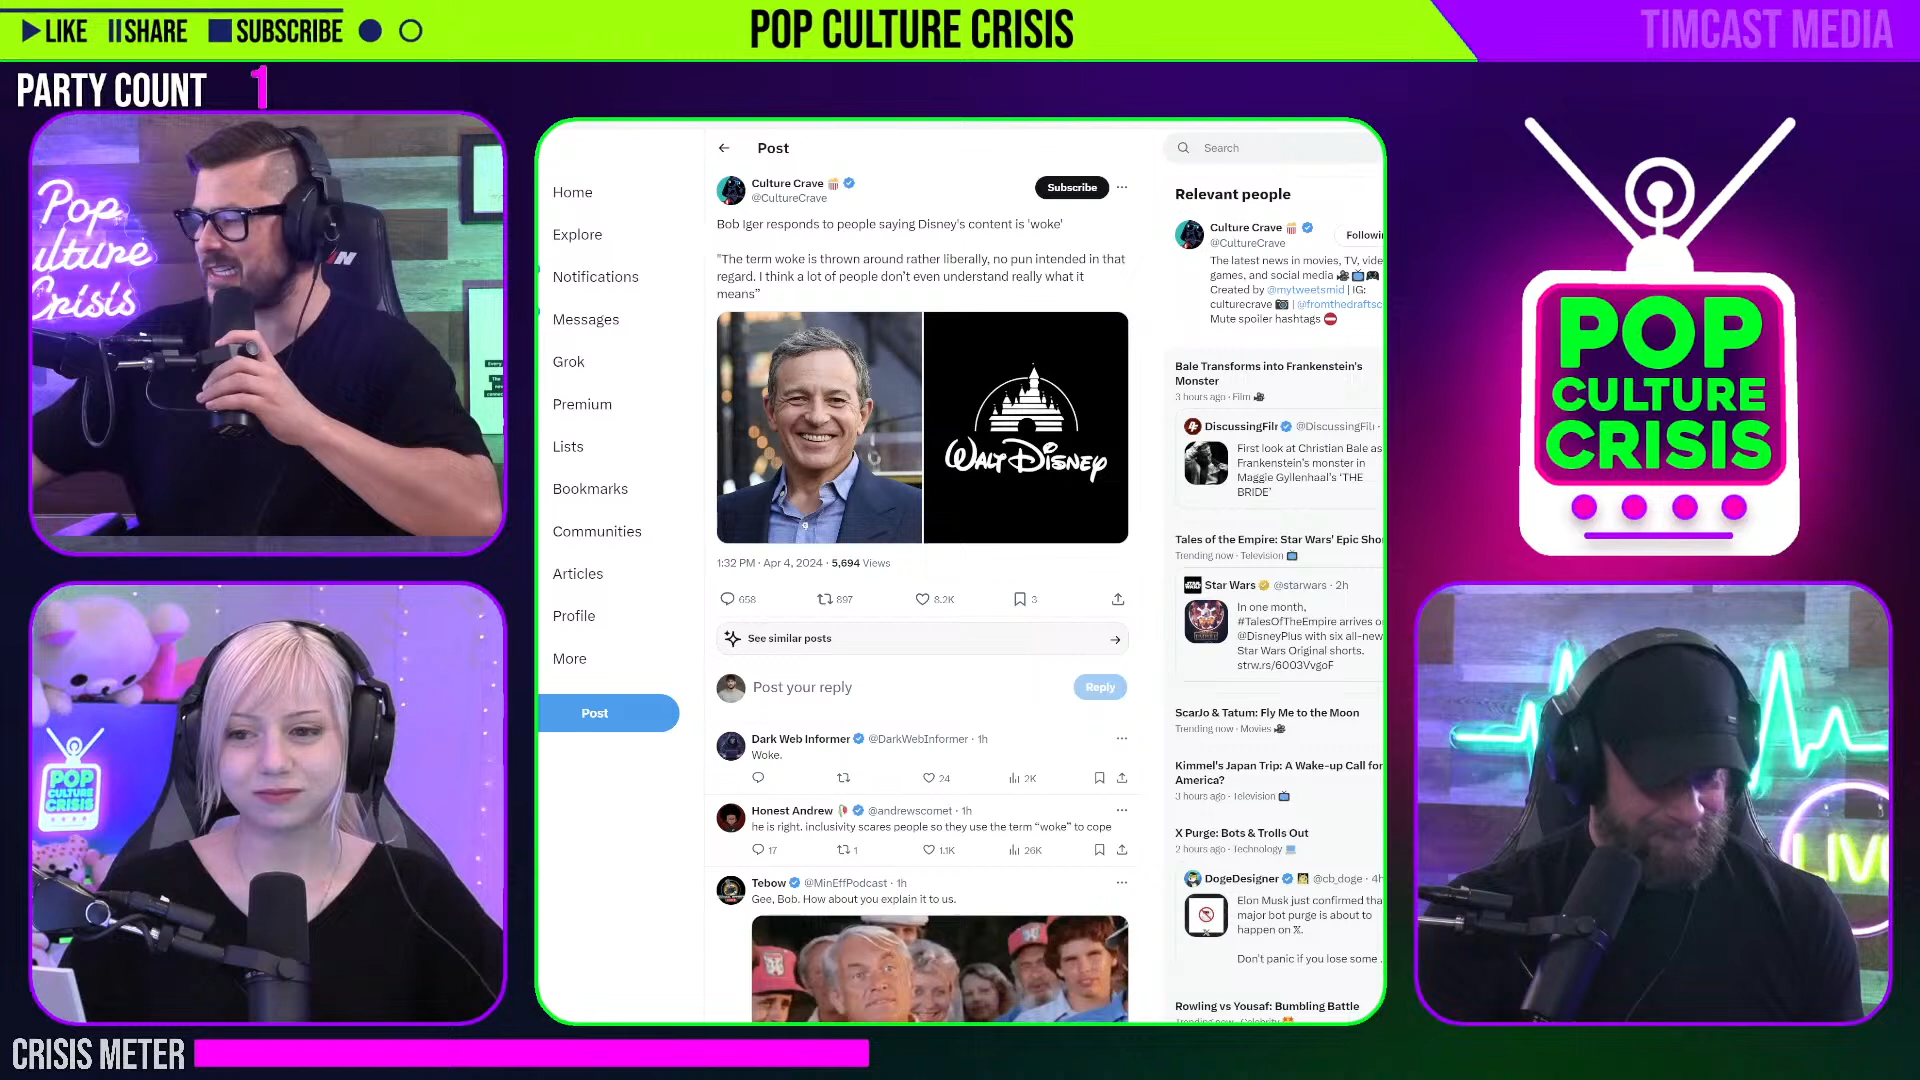 LIKE SHARE SUBSCRIBE
POP CULTURE CRISIS
TIMCAST MEDIA
PARTY COUNT 1
Pop
ulture
Crisis
POP
CULTURE
CRISIS
Home
Explore
Notifications
Messages
Grok
Premium
Lists
Bookmarks
Communities
Articles
Profile
More
Post
Post
Culture Crave
@CultureCrave
Subscribe
Bob Iger responds to people saying Disney's content is 'woke'
"The term woke is thrown around rather liberally, no pun intended in that
regard. I think a lot of people don't even understand really what it
means"
WALT DISNEY
1:32 PM · Apr 4, 2024 · 5,694 Views
658 897 8.2K 3
See similar posts
Post your reply
Reply
Dark Web Informer @DarkWebInformer · 1h
Woke.
24 2K
Honest Andrew @andrewscomet · 1h
he is right. inclusivity scares people so they use the term "woke" to cope
17 1 1.1K 26K
Tebow @MinEffPodcast · 1h
Gee, Bob. How about you explain it to us.
Search
Relevant people
Culture Crave
@CultureCrave
Followin
The latest news in movies, TV, vide
games, and social media
Created by @mytweetsmid | IG:
culturecrave | @fromthedraftsc
Mute spoiler hashtags
Bale Transforms into Frankenstein's
Monster
3 hours ago · Film
DiscussingFilm @DiscussingFil
First look at Christian Bale as
Frankenstein's monster in
Maggie Gyllenhaal's 'THE
BRIDE'
Tales of the Empire: Star Wars' Epic Sho
Trending now · Television
Star Wars @starwars · 2h
In one month,
#TalesOfTheEmpire arrives o
@DisneyPlus with six all-new
Star Wars Original shorts.
strw.rs/6003VvgoF
ScarJo & Tatum: Fly Me to the Moon
Trending now · Movies
Kimmel's Japan Trip: A Wake-up Call for
America?
3 hours ago · Television
X Purge: Bots & Trolls Out
2 hours ago · Technology
DogeDesigner @cb_doge · 4h
Elon Musk just confirmed tha
major bot purge is about to
happen on X.
Don't panic if you lose some
Rowling vs Yousaf: Bumbling Battle
Trending now · Celebrity
POP
CULTURE
CRISIS
LIV
CRISIS METER